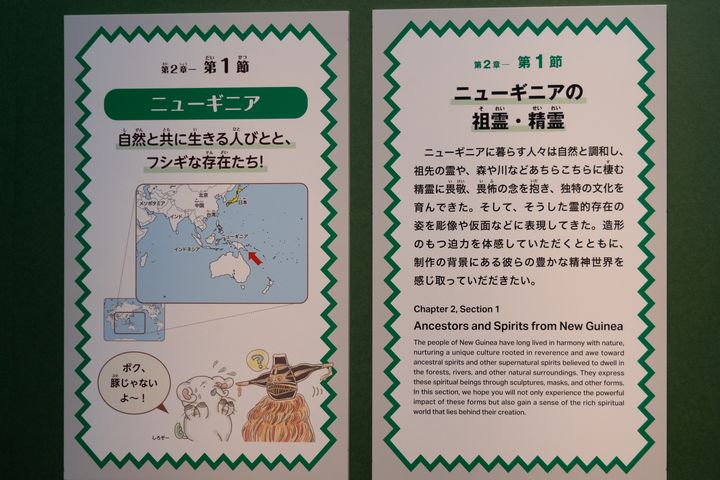 第2章— 第1節
ニューギニア
自然と共に生きる人びとと、
フシギな存在たち!
メソポタミア
北京
中国
日本
台湾
インド
ニューギニア
インドネシア
ボク、
豚じゃない
よ〜!
しろぞー
第2章— 第1節
ニューギニアの
祖霊・精霊
ニューギニアに暮らす人々は自然と調和し、
祖先の霊や、森や川などあちらこちらに棲む
精霊に畏敬、畏怖の念を抱き、独特の文化を
育んできた。そして、そうした霊的存在の
姿を彫像や仮面などに表現してきた。造形
のもつ迫力を体感していただくとともに、
制作の背景にある彼らの豊かな精神世界を
感じ取っていだだきたい。
Chapter 2, Section 1
Ancestors and Spirits from New Guinea
The people of New Guinea have long lived in harmony with nature,
nurturing a unique culture rooted in reverence and awe toward
ancestral spirits and other supernatural spirits believed to dwell in
the forests, rivers, and other natural surroundings. They express
these spiritual beings through sculptures, masks, and other forms.
In this section, we hope you will not only experience the powerful
impact of these forms but also gain a sense of the rich spiritual
world that lies behind their creation.